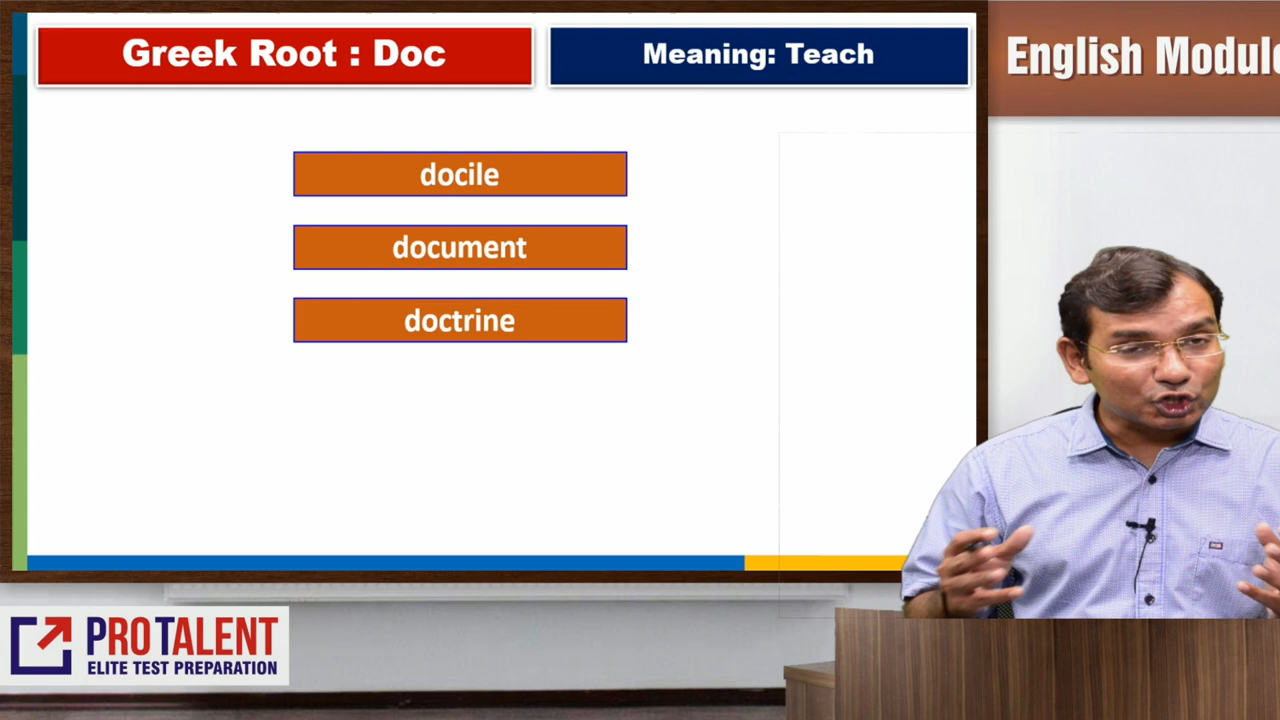 Greek Root : Doc
Meaning: Teach
English Module
docile
document
doctrine
PROTALENT
ELITE TEST PREPARATION